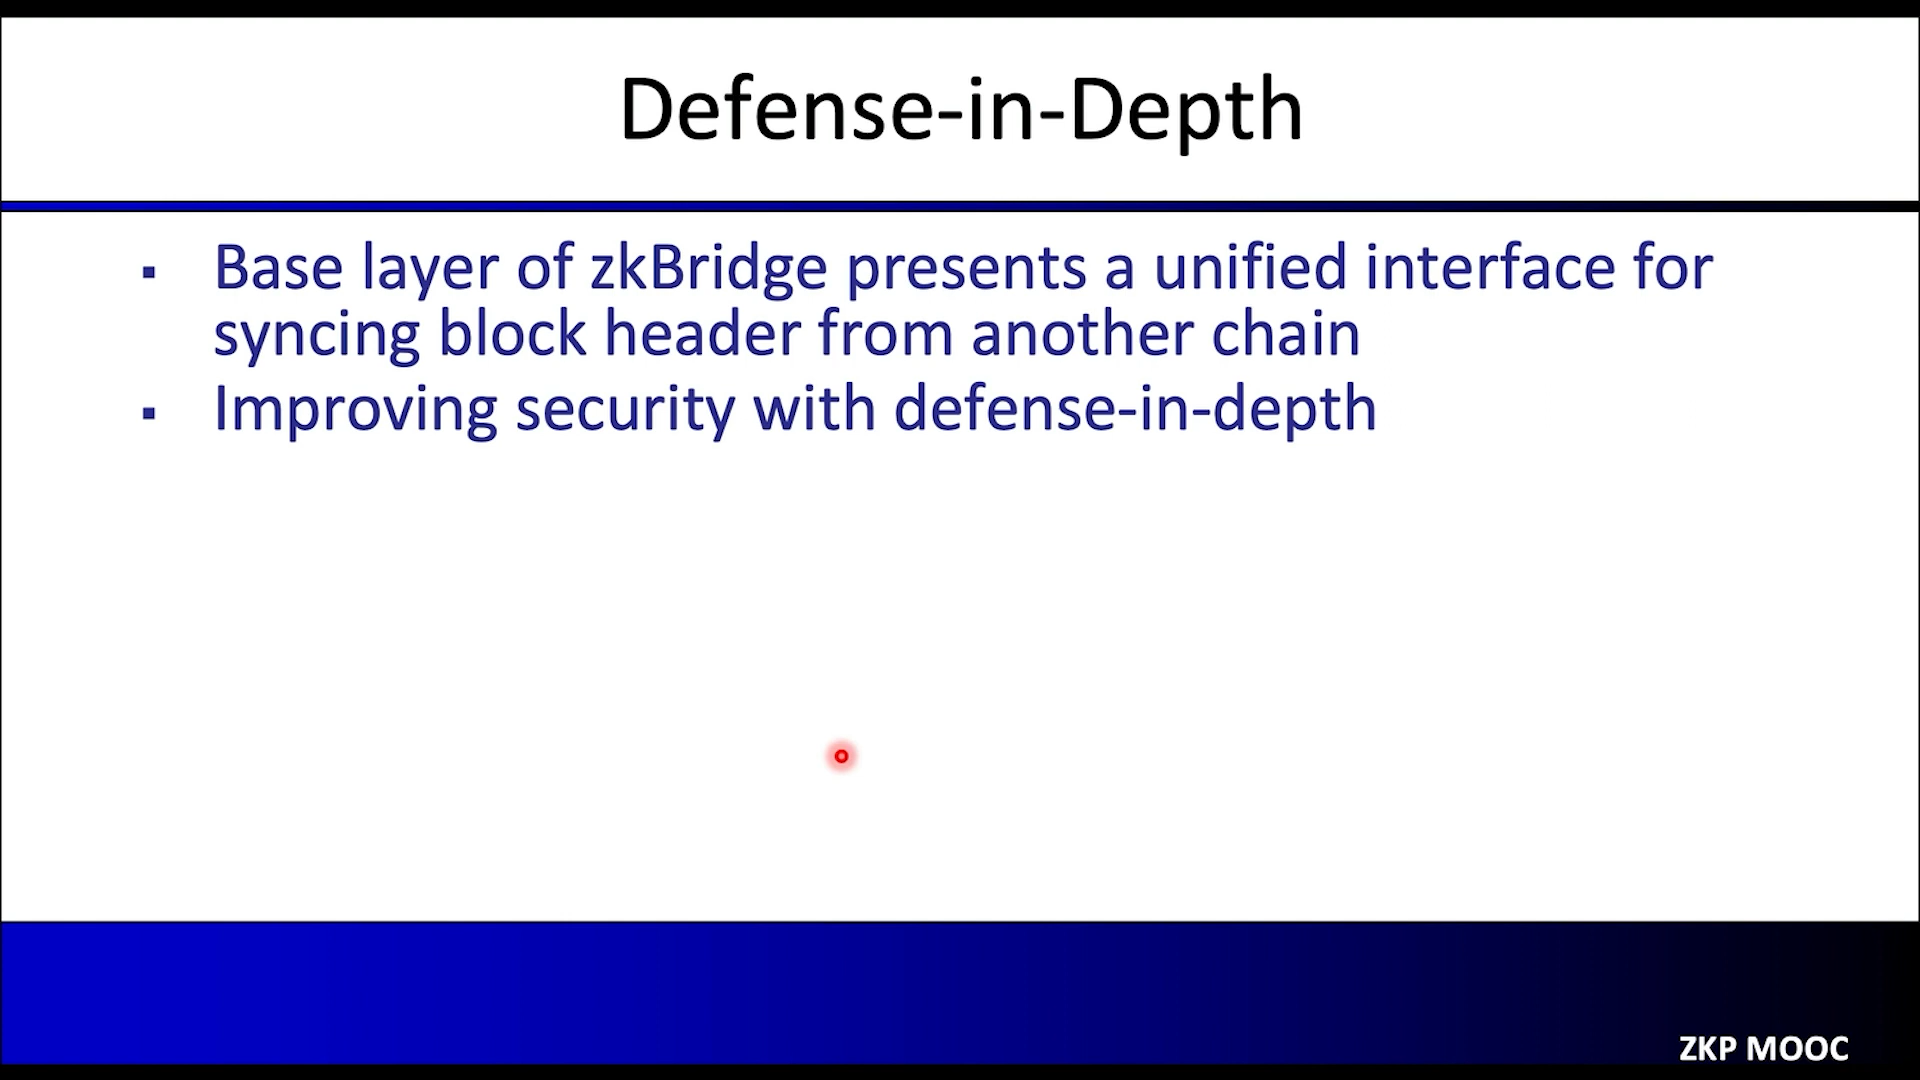 Defense-in-Depth
▪ Base layer of zkBridge presents a unified interface for
syncing block header from another chain
▪ Improving security with defense-in-depth
ZKP MOOC